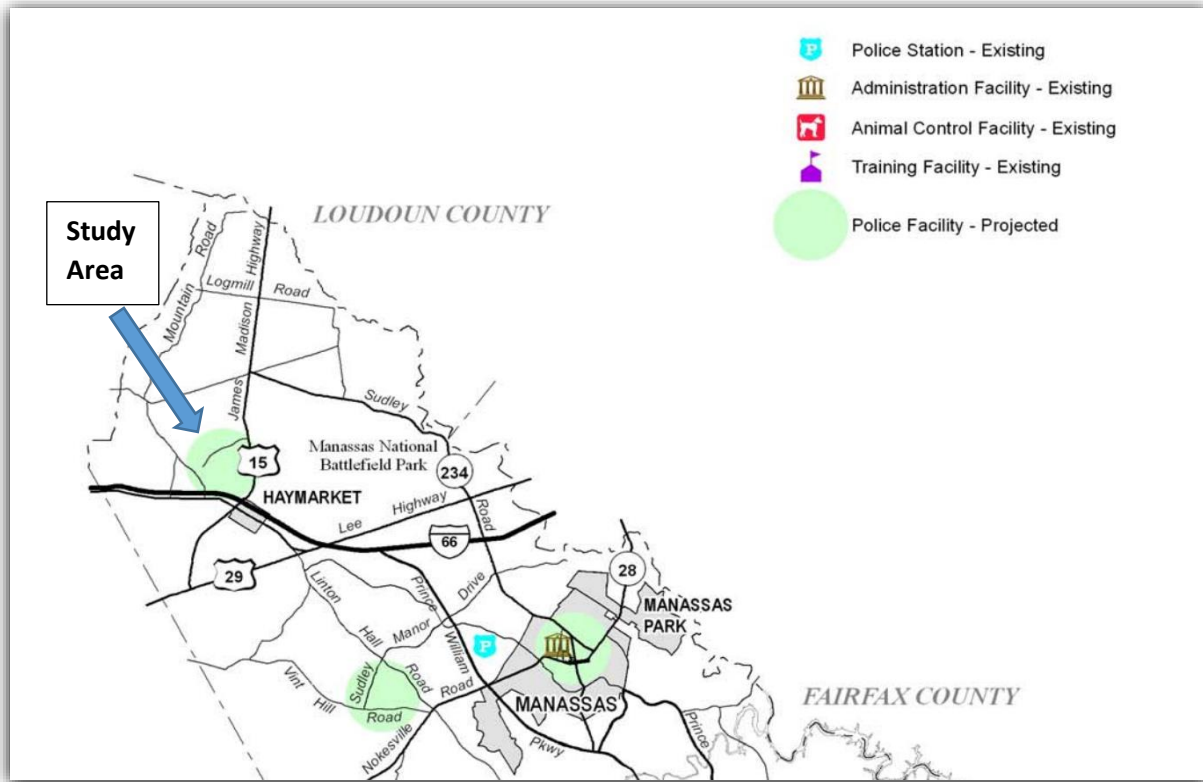 P Police Station - Existing
Administration Facility - Existing
Animal Control Facility - Existing
Training Facility - Existing
Police Facility - Projected
LOUDOUN COUNTY
Study
Area
Mountain Road
Logmill Road
James Madison Highway
Sudley
Manassas National
Battlefield Park
15
234
HAYMARKET
Lee Highway
Road
66
29
28
Linton Hall Road
Prince William
Manor Drive
MANASSAS
PARK
P
Sudley
Vint Hill Road
Road
MANASSAS
FAIRFAX COUNTY
Nokesville
Pkwy
Prince